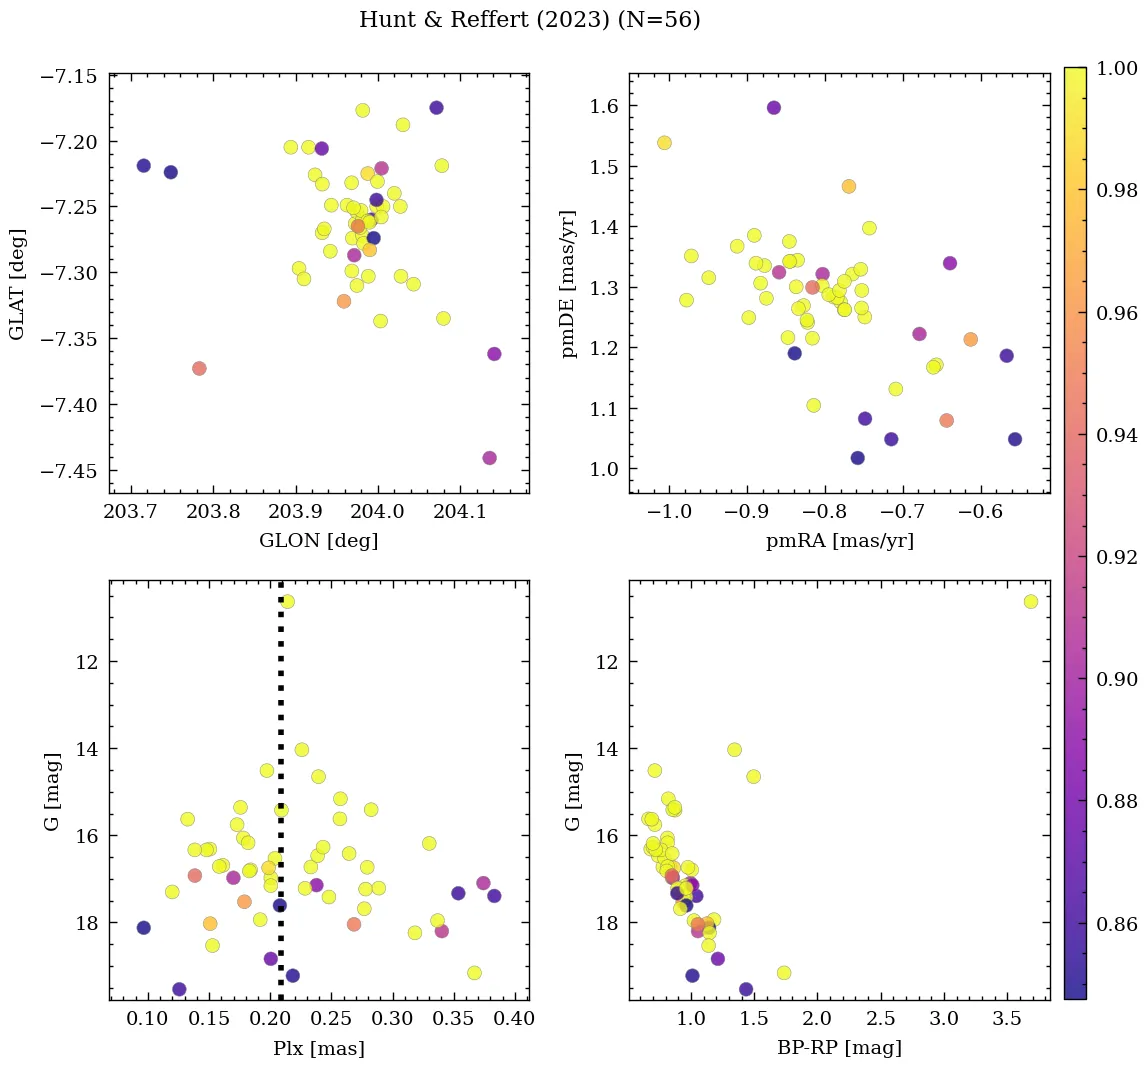 Hunt & Reffert (2023) (N=56)
−7.15
−7.20
−7.25
−7.30
−7.35
−7.40
−7.45
GLAT [deg]
203.7 203.8 203.9 204.0 204.1
GLON [deg]
1.6
1.5
1.4
1.3
1.2
1.1
1.0
pmDE [mas/yr]
−1.0 −0.9 −0.8 −0.7 −0.6
pmRA [mas/yr]
12
14
16
18
G [mag]
0.10 0.15 0.20 0.25 0.30 0.35 0.40
Plx [mas]
12
14
16
18
G [mag]
1.0 1.5 2.0 2.5 3.0 3.5
BP-RP [mag]
1.00
0.98
0.96
0.94
0.92
0.90
0.88
0.86